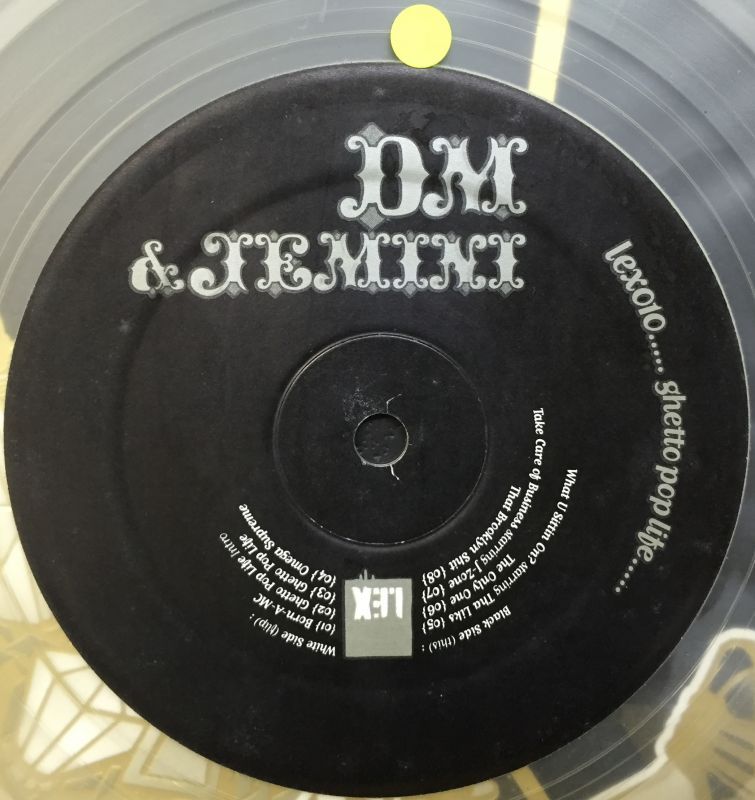 DM
& JEMINI
lex010..... ghetto pop life.....
LEX
White Side (flip) :
(01) Born-A-MC
(02) Ghetto Pop Life Intro
(03) Ghetto Pop Life
(04) Omega Supreme
Black Side (this) :
What U Sittin On? starring Tha Liks (05)
The Only One (06)
Take Care of Business starring J-Zone (07)
That Brooklyn Shit (08)